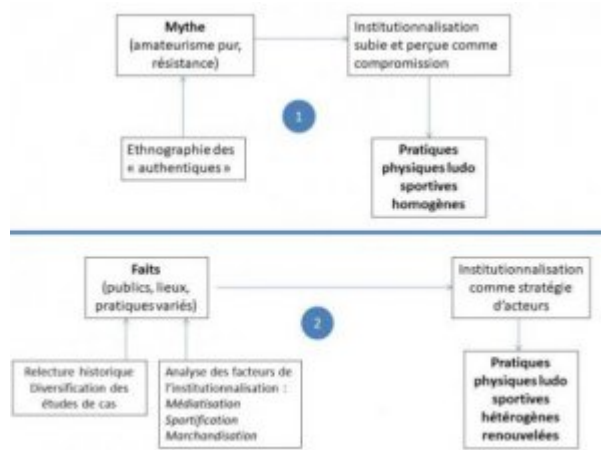 Mythe
(amateurisme pur,
résistance)
Institutionnalisation
subie et perçue comme
compromission
1
Ethnographie des
« authentiques »
Pratiques
physiques ludo
sportives
homogènes
Faits
(publics, lieux,
pratiques variés)
Institutionnalisation
comme stratégie
d'acteurs
2
Relecture historique
Diversification des
études de cas
Analyse des facteurs de
l'institutionnalisation :
Médiatisation
Sportification
Marchandisation
Pratiques
physiques ludo
sportives
hétérogènes
renouvelées